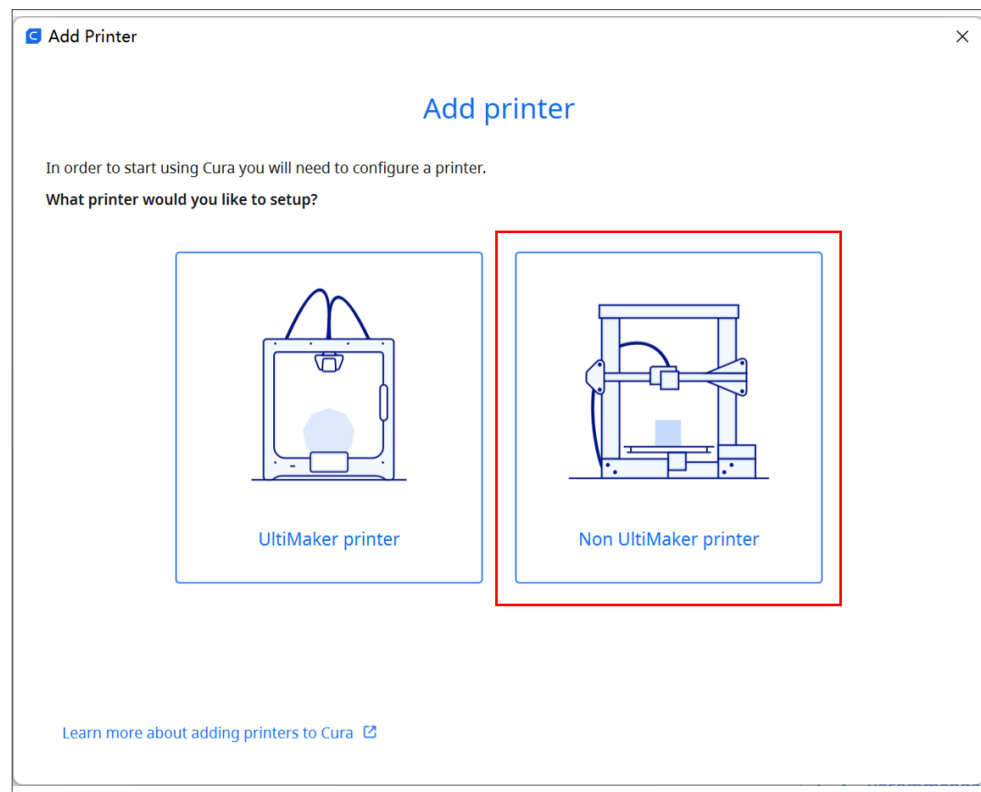 Add Printer
Add printer
In order to start using Cura you will need to configure a printer.
What printer would you like to setup?
UltiMaker printer
Non UltiMaker printer
Learn more about adding printers to Cura